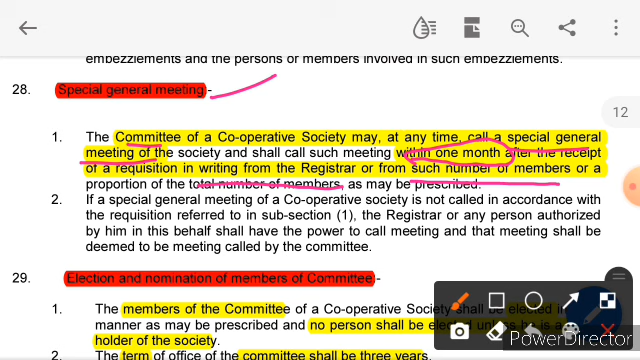 embezzlements and the persons or members involved in such embezzlements.
28. Special general meeting-
12
1. The Committee of a Co-operative Society may, at any time, call a special general
meeting of the society and shall call such meeting within one month after the receipt
of a requisition in writing from the Registrar or from such number of members or a
proportion of the total number of members, as may be prescribed.
2. If a special general meeting of a Co-operative society is not called in accordance with
the requisition referred to in sub-section (1), the Registrar or any person authorized
by him in this behalf shall have the power to call meeting and that meeting shall be
deemed to be meeting called by the committee.
29. Election and nomination of members of Committee-
1. The members of the Committee of a Co-operative Society shall be elected in
manner as may be prescribed and no person shall be elected unless he is a
holder of the society.
2. The term of office of the committee shall be three years.
PowerDirector